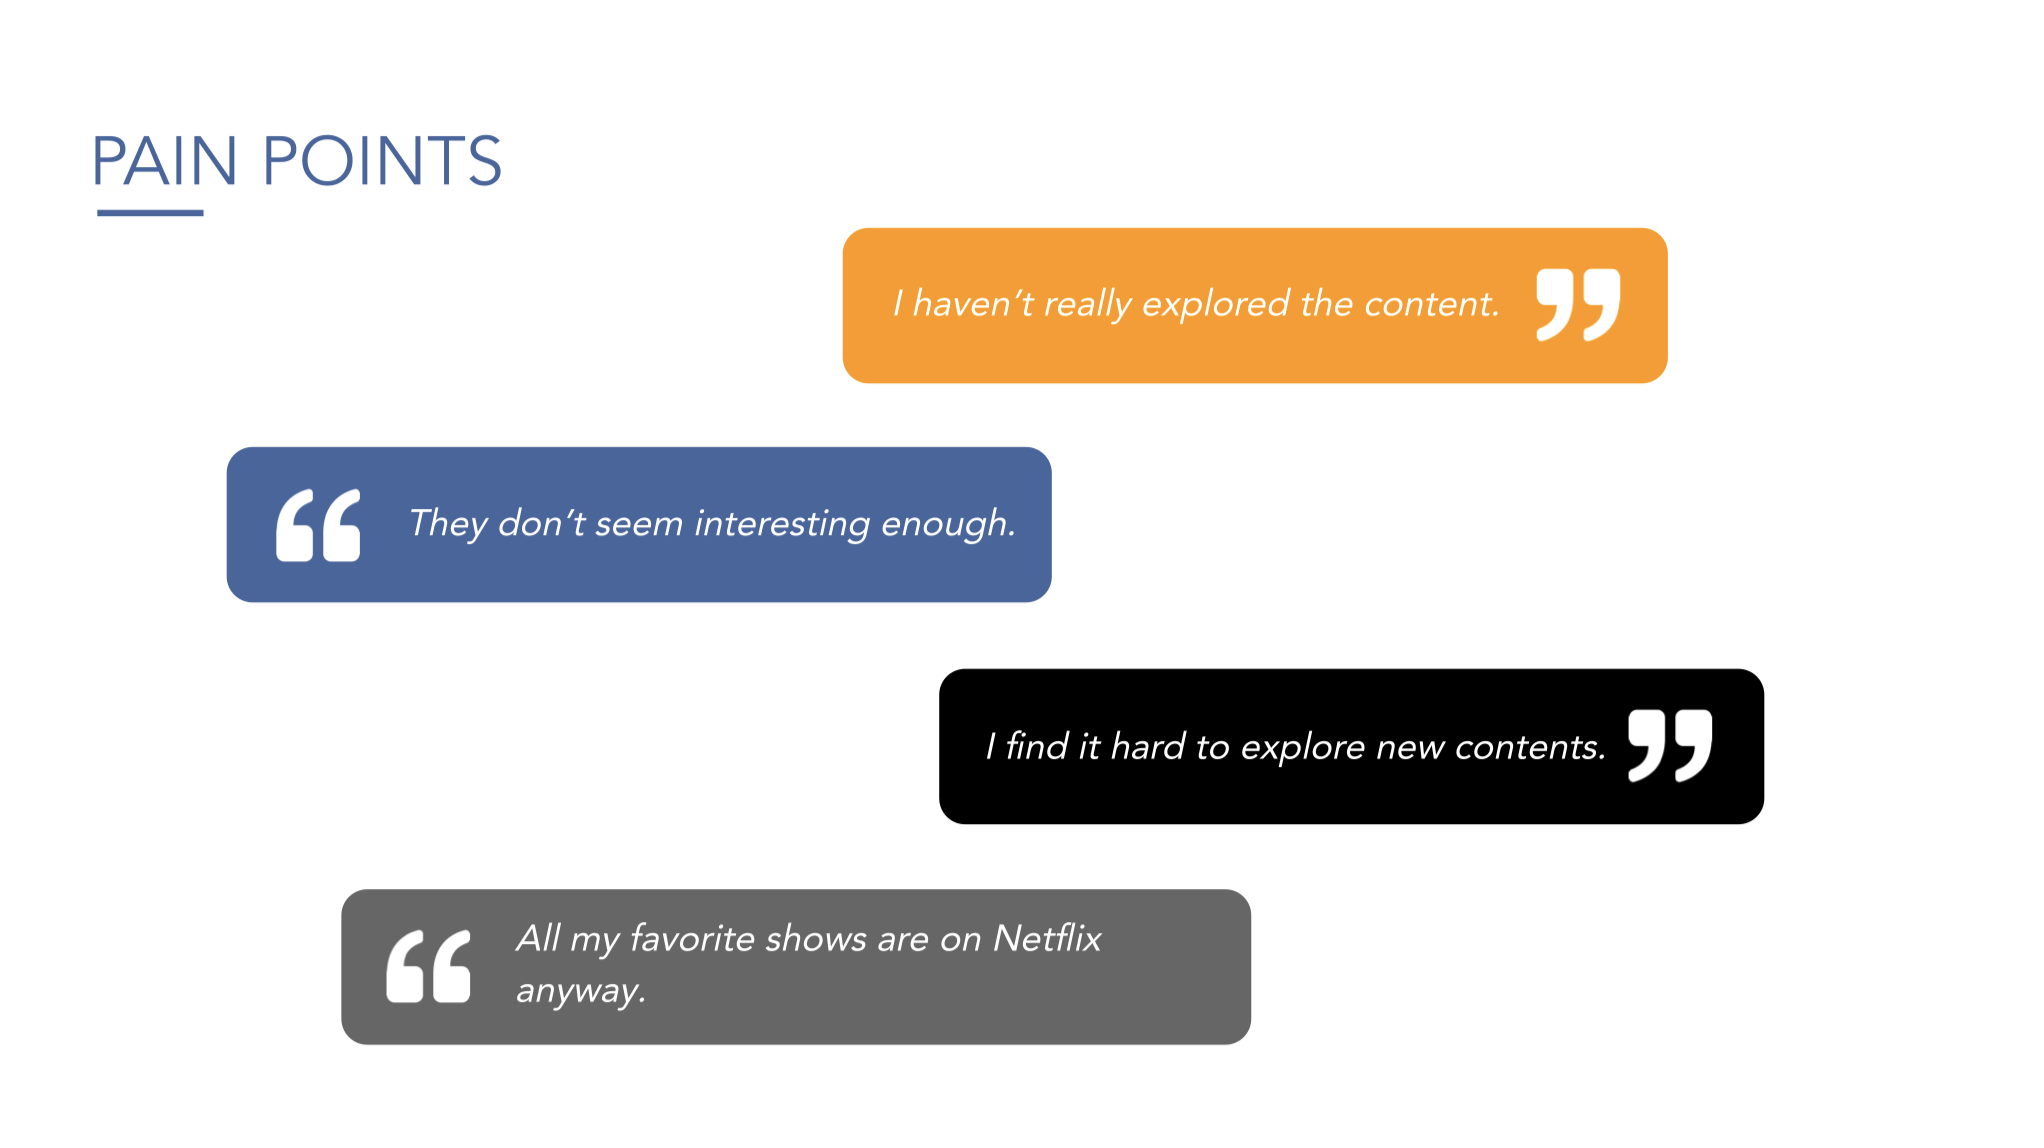 PAIN POINTS
I haven’t really explored the content. ”
“ They don’t seem interesting enough.
I find it hard to explore new contents. ”
“ All my favorite shows are on Netflix
anyway.